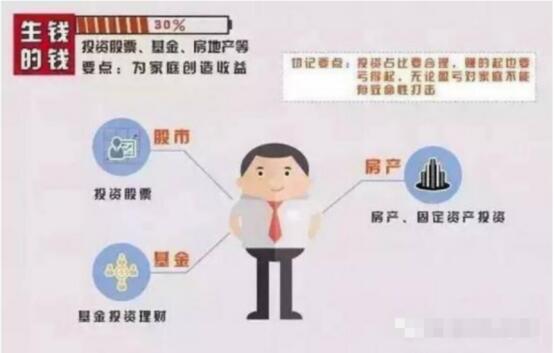 生钱的钱
30%
投资股票、基金、房地产等
要点：为家庭创造收益
切记要点：投资占比要合理，赚的起也要
亏得起，无论盈亏对家庭不能
有致命性打击
股市
投资股票
房产
房产、固定资产投资
基金
基金投资理财